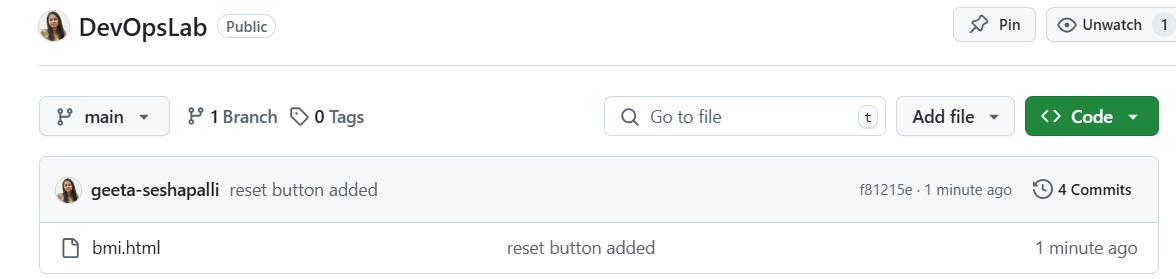 DevOpsLab Public Pin Unwatch 1
main 1 Branch 0 Tags Go to file t Add file <> Code
geeta-seshapalli reset button added f81215e · 1 minute ago 4 Commits
bmi.html reset button added 1 minute ago